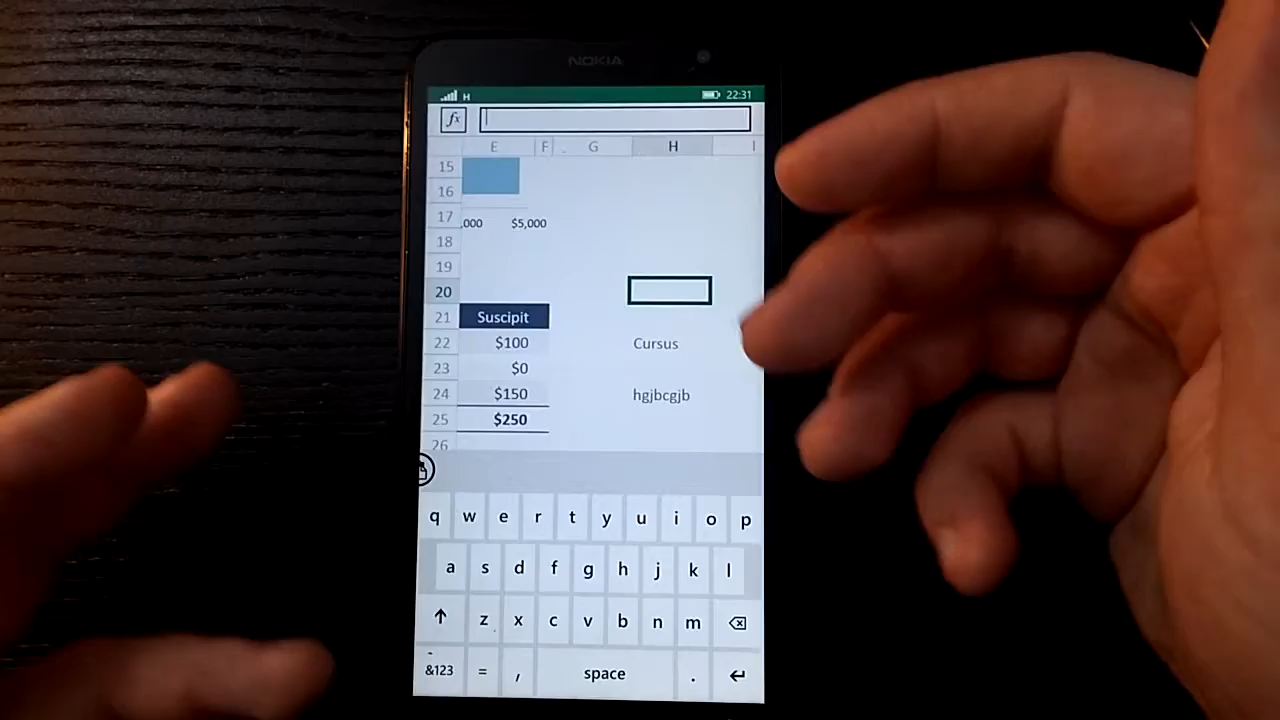 NOKIA
H 22:31
fx
E F G H I
15
16
17 ,000 $5,000
18
19
20
21 Suscipit
22 $100 Cursus
23 $0
24 $150 hgjbcgjb
25 $250
26
q w e r t y u i o p
a s d f g h j k l
z x c v b n m
&123 = , space .